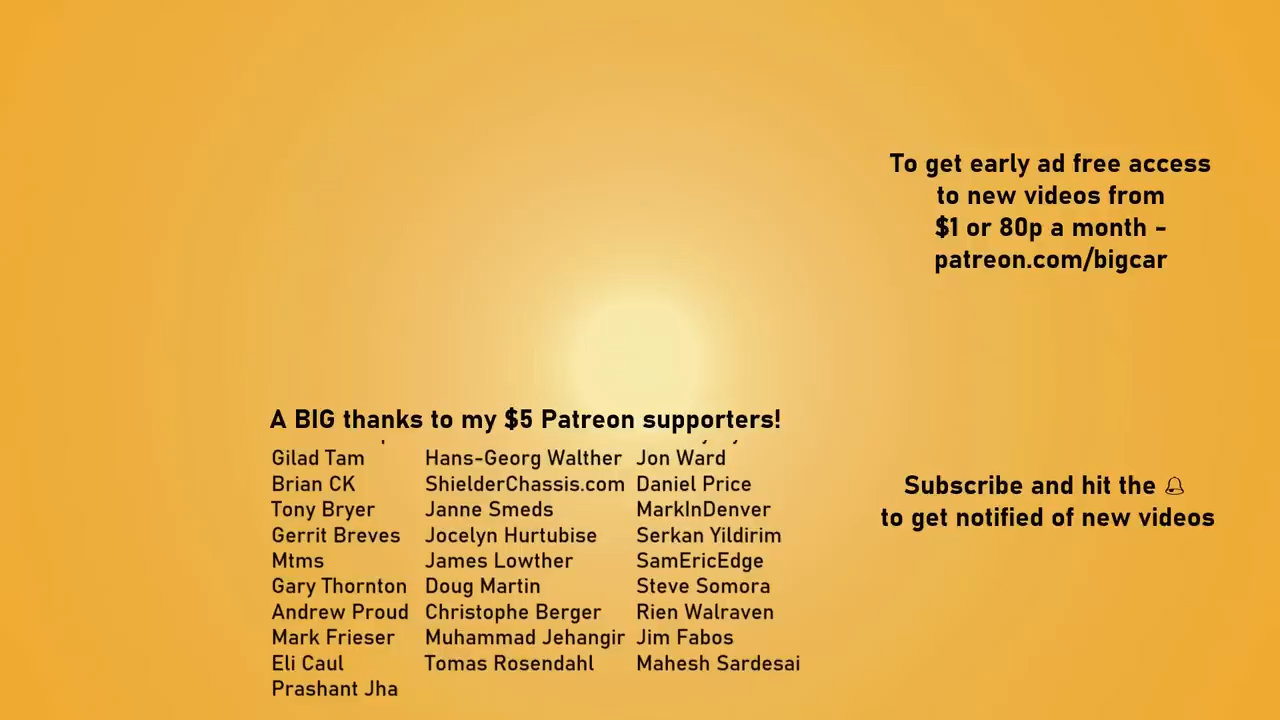 To get early ad free access
to new videos from
$1 or 80p a month -
patreon.com/bigcar
A BIG thanks to my $5 Patreon supporters!
Gilad Tam Hans-Georg Walther Jon Ward
Brian CK ShielderChassis.com Daniel Price
Tony Bryer Janne Smeds MarkInDenver
Gerrit Breves Jocelyn Hurtubise Serkan Yildirim
Mtms James Lowther SamEricEdge
Gary Thornton Doug Martin Steve Somora
Andrew Proud Christophe Berger Rien Walraven
Mark Frieser Muhammad Jehangir Jim Fabos
Eli Caul Tomas Rosendahl Mahesh Sardesai
Prashant Jha
Subscribe and hit the 🔔
to get notified of new videos